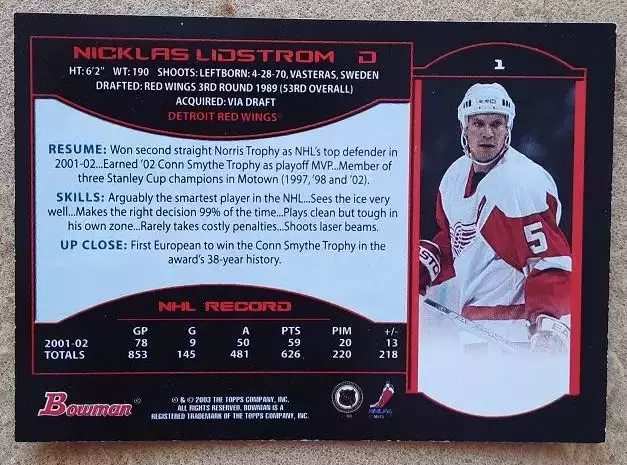 NICKLAS LIDSTROM D
1
HT: 6'2" WT: 190 SHOOTS: LEFTBORN: 4-28-70, VASTERAS, SWEDEN
DRAFTED: RED WINGS 3RD ROUND 1989 (53RD OVERALL)
ACQUIRED: VIA DRAFT
DETROIT RED WINGS®
RESUME: Won second straight Norris Trophy as NHL's top defender in
2001-02...Earned '02 Conn Smythe Trophy as playoff MVP...Member of
three Stanley Cup champions in Motown (1997, '98 and '02).
SKILLS: Arguably the smartest player in the NHL...Sees the ice very
well...Makes the right decision 99% of the time...Plays clean but tough in
his own zone...Rarely takes costly penalties...Shoots laser beams.
UP CLOSE: First European to win the Conn Smythe Trophy in the
award's 38-year history.
5
NHL RECORD
GP G A PTS PIM +/-
2001-02 78 9 50 59 20 13
TOTALS 853 145 481 626 220 218
Bowman
® & © 2003 THE TOPPS COMPANY, INC.
ALL RIGHTS RESERVED. BOWMAN IS A
REGISTERED TRADEMARK OF THE TOPPS COMPANY, INC.
NHLPA